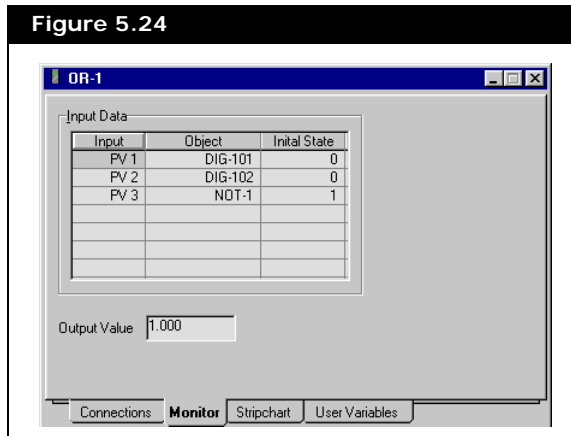 Figure 5.24
OR-1
Input Data
Input Object Inital State
PV 1 DIG-101 0
PV 2 DIG-102 0
PV 3 NOT-1 1
Output Value 1.000
Connections Monitor Stripchart User Variables